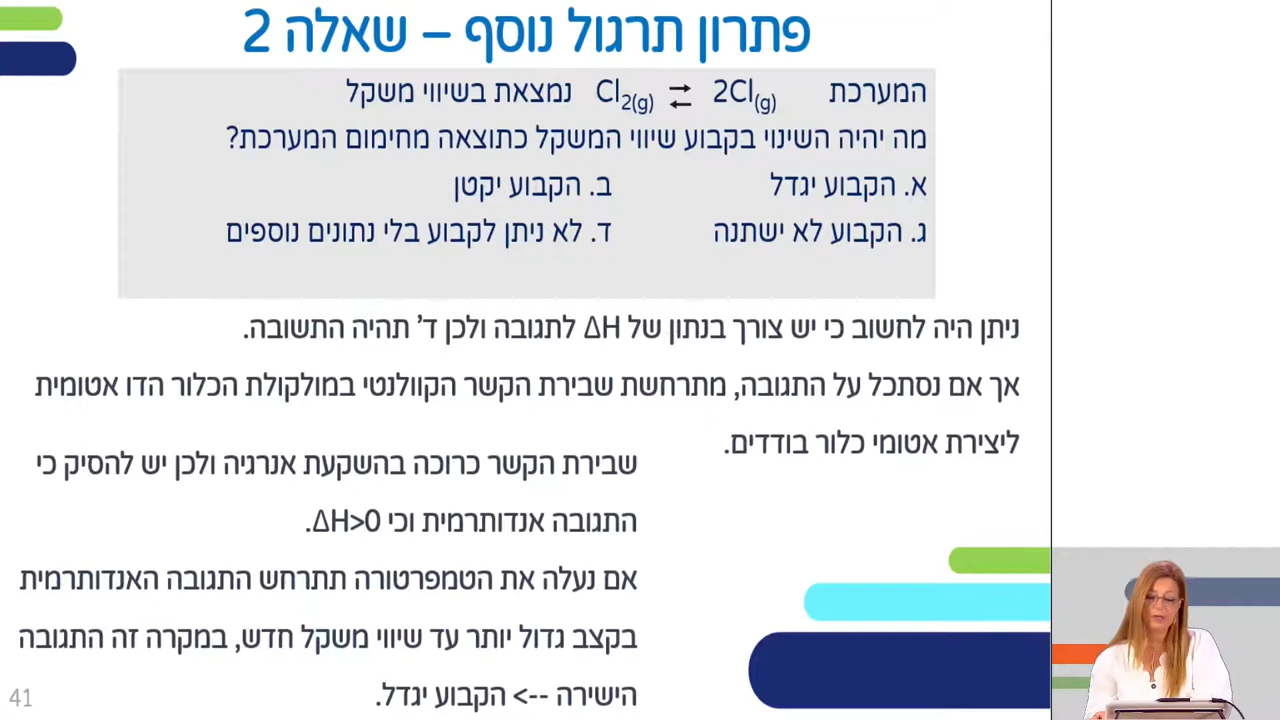 פתרון תרגול נוסף – שאלה 2
המערכת Cl2(g) ⇄ 2Cl(g) נמצאת בשיווי משקל
מה יהיה השינוי בקבוע שיווי המשקל כתוצאה מחימום המערכת?
א. הקבוע יגדל ב. הקבוע יקטן
ג. הקבוע לא ישתנה ד. לא ניתן לקבוע בלי נתונים נוספים
ניתן היה לחשוב כי יש צורך בנתון של ΔH לתגובה ולכן ד' תהיה התשובה.
אך אם נסתכל על התגובה, מתרחשת שבירת הקשר הקוולנטי במולקולת הכלור הדו אטומית
ליצירת אטומי כלור בודדים.
שבירת הקשר כרוכה בהשקעת אנרגיה ולכן יש להסיק כי
התגובה אנדותרמית וכי ΔH>0.
אם נעלה את הטמפרטורה תתרחש התגובה האנדותרמית
בקצב גדול יותר עד שיווי משקל חדש, במקרה זה התגובה
הישירה --> הקבוע יגדל.
41